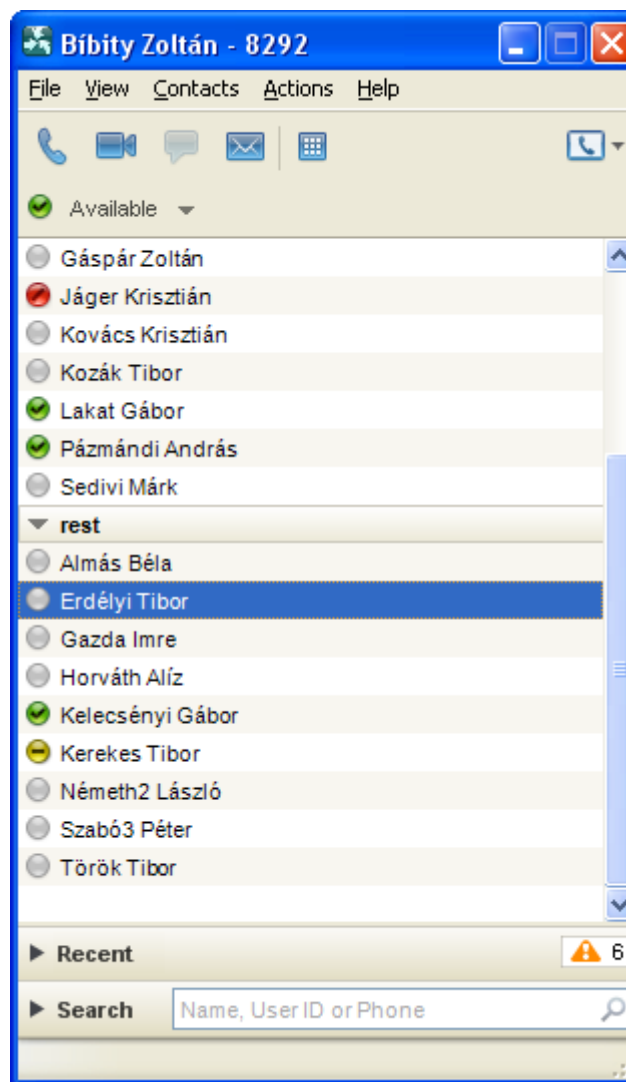 Bíbity Zoltán - 8292
File View Contacts Actions Help
Available
Gáspár Zoltán
Jáger Krisztián
Kovács Krisztián
Kozák Tibor
Lakat Gábor
Pázmándi András
Sedivi Márk
rest
Almás Béla
Erdélyi Tibor
Gazda Imre
Horváth Alíz
Kelecsényi Gábor
Kerekes Tibor
Németh2 László
Szabó3 Péter
Török Tibor
Recent 6
Search Name, User ID or Phone